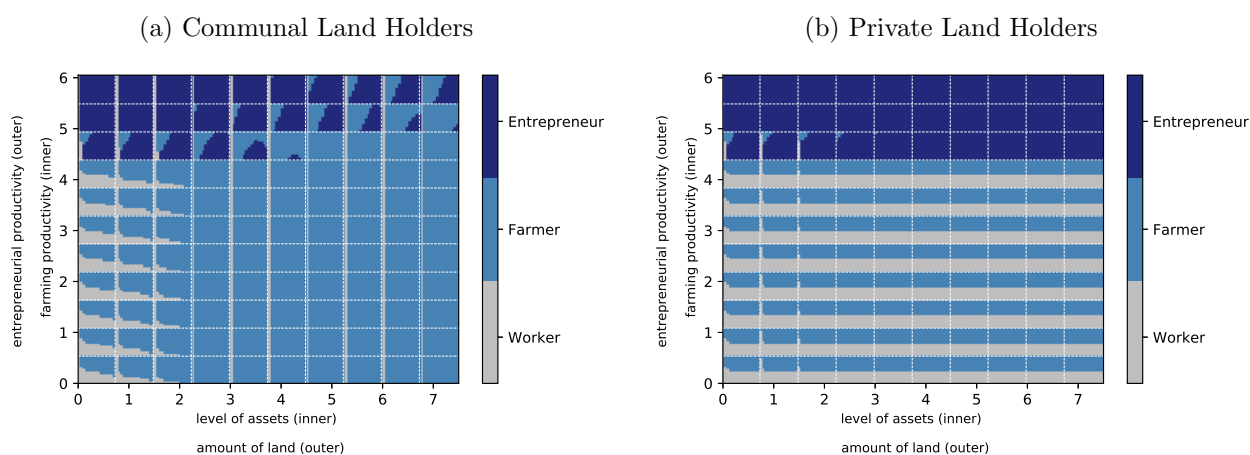 (a) Communal Land Holders
entrepreneurial productivity (outer)
farming productivity (inner)
6
5
4
3
2
1
0
0 1 2 3 4 5 6 7
level of assets (inner)
amount of land (outer)
Entrepreneur
Farmer
Worker
(b) Private Land Holders
entrepreneurial productivity (outer)
farming productivity (inner)
6
5
4
3
2
1
0
0 1 2 3 4 5 6 7
level of assets (inner)
amount of land (outer)
Entrepreneur
Farmer
Worker